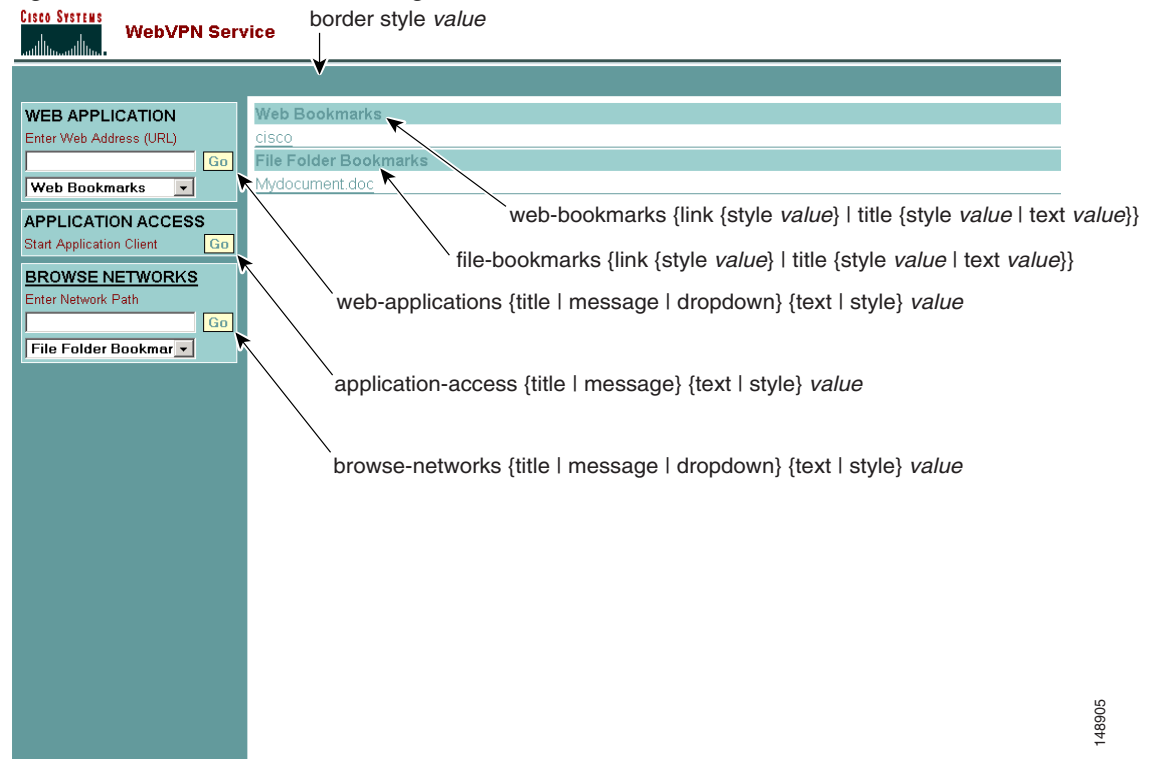 CISCO SYSTEMS
WebVPN Service
border style value
WEB APPLICATION
Enter Web Address (URL)
Go
Web Bookmarks
APPLICATION ACCESS
Start Application Client Go
BROWSE NETWORKS
Enter Network Path
Go
File Folder Bookmar
Web Bookmarks
cisco
File Folder Bookmarks
Mydocument.doc
web-bookmarks {link {style value} | title {style value | text value}}
file-bookmarks {link {style value} | title {style value | text value}}
web-applications {title | message | dropdown} {text | style} value
application-access {title | message} {text | style} value
browse-networks {title | message | dropdown} {text | style} value
148905